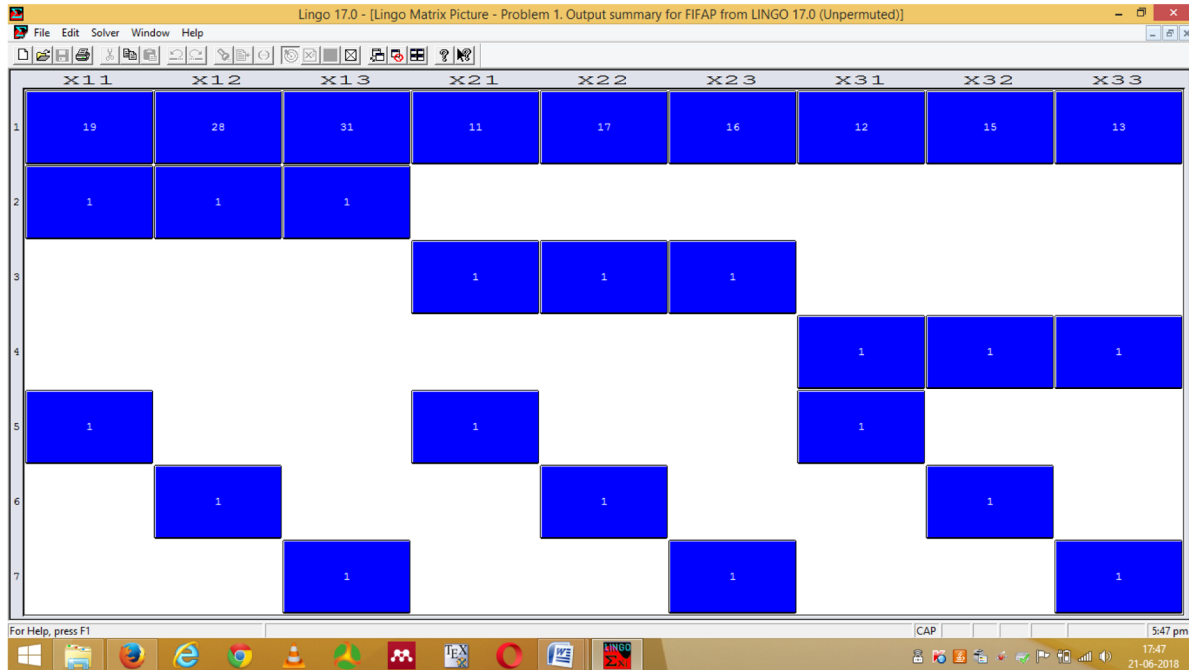 Lingo 17.0 - [Lingo Matrix Picture - Problem 1. Output summary for FIFAP from LINGO 17.0 (Unpermuted)]
File Edit Solver Window Help
X11 X12 X13 X21 X22 X23 X31 X32 X33
1 19 28 31 11 17 16 12 15 13
2 1 1 1
3 1 1 1
4 1 1 1
5 1 1 1
6 1 1 1
7 1 1 1
For Help, press F1 CAP 5:47 pm
TEX LINGO 17:47
21-06-2018